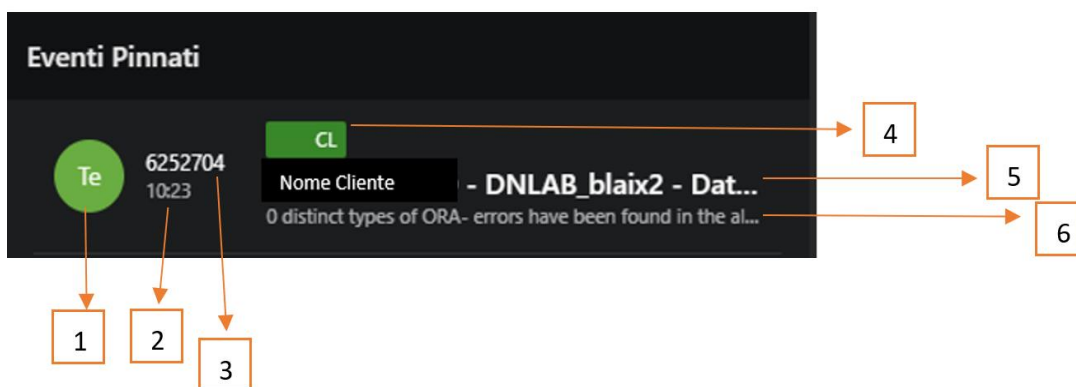 Eventi Pinnati
Te
6252704
10:23
CL
Nome Cliente - DNLAB_blaix2 - Dat...
0 distinct types of ORA- errors have been found in the al...
4
5
6
1
2
3